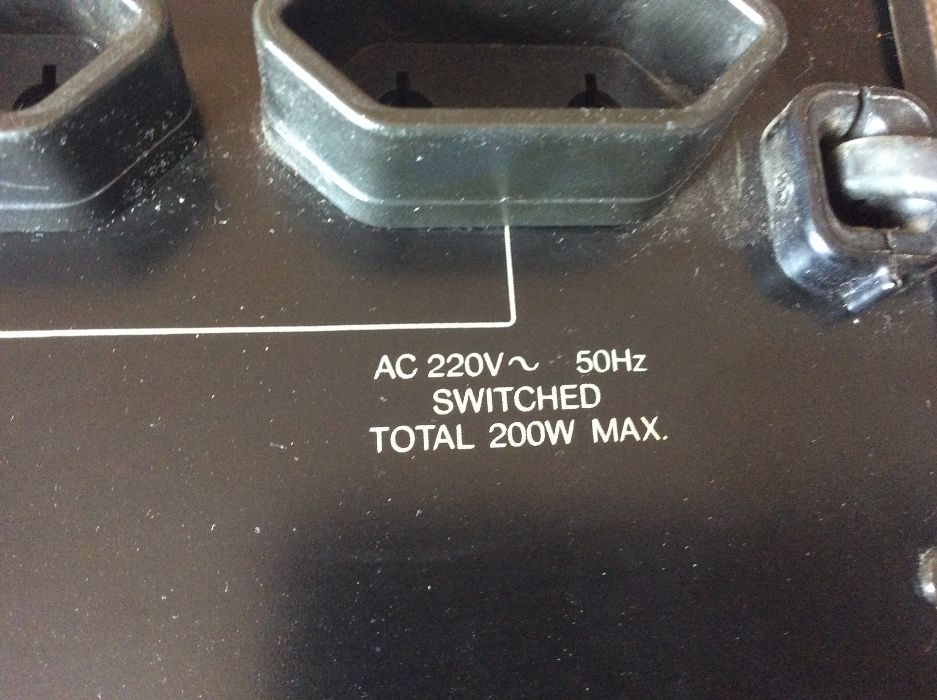 AC 220V～ 50Hz
SWITCHED
TOTAL 200W MAX.